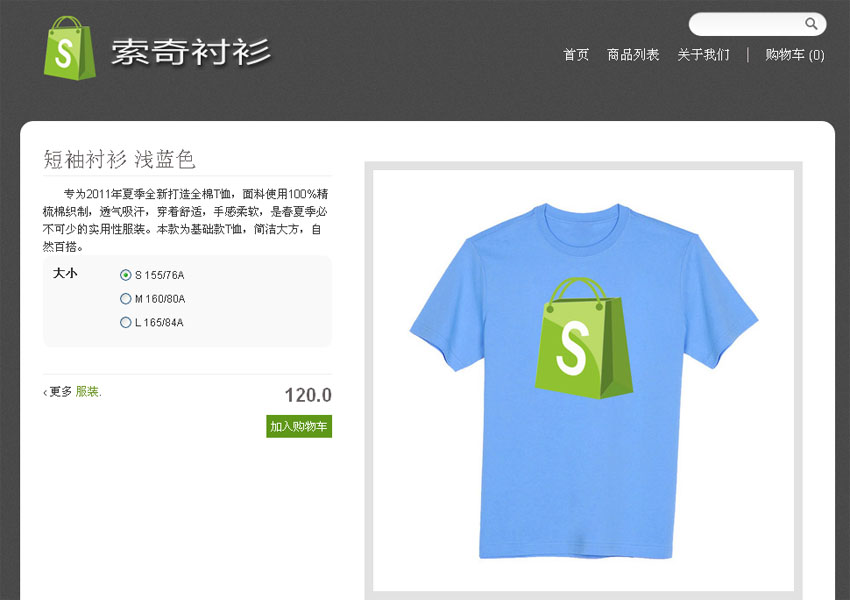 S
索奇衬衫
首页 商品列表 关于我们 | 购物车 (0)
短袖衬衫 浅蓝色
专为2011年夏季全新打造全棉T恤，面料使用100%精
梳棉织制，透气吸汗，穿着舒适，手感柔软，是春夏季必
不可少的实用性服装。本款为基础款T恤，简洁大方，自
然百搭。
大小
S 155/76A
M 160/80A
L 165/84A
‹ 更多 服装.
120.0
加入购物车
S